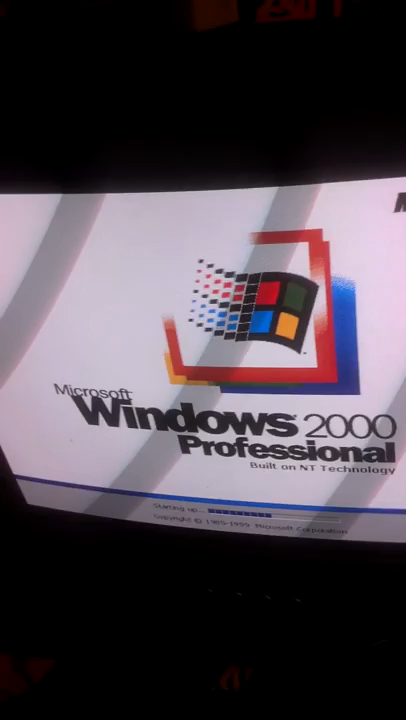 Microsoft
Windows 2000
Professional
Built on NT Technology
Starting up...
Copyright © 1985-1999 Microsoft Corporation